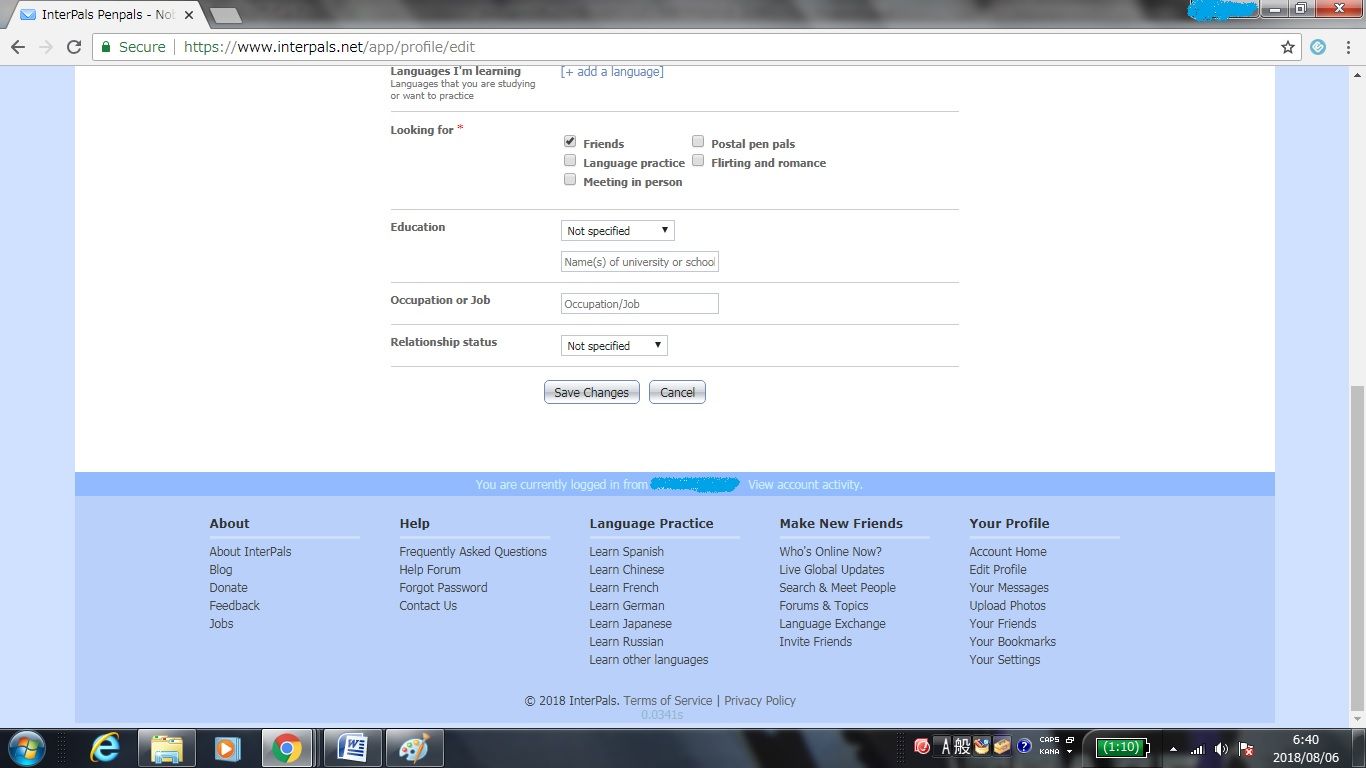 InterPals Penpals - Not
Secure https://www.interpals.net/app/profile/edit
Languages I'm learning [+ add a language]
Languages that you are studying
or want to practice
Looking for *
Friends Postal pen pals
Language practice Flirting and romance
Meeting in person
Education Not specified
Name(s) of university or school
Occupation or Job Occupation/Job
Relationship status Not specified
Save Changes Cancel
You are currently logged in from View account activity.
About Help Language Practice Make New Friends Your Profile
About InterPals Frequently Asked Questions Learn Spanish Who's Online Now? Account Home
Blog Help Forum Learn Chinese Live Global Updates Edit Profile
Donate Forgot Password Learn French Search & Meet People Your Messages
Feedback Contact Us Learn German Forums & Topics Upload Photos
Jobs Learn Japanese Language Exchange Your Friends
Learn Russian Invite Friends Your Bookmarks
Learn other languages Your Settings
© 2018 InterPals. Terms of Service | Privacy Policy
0.0341s
A 般 CAPS KANA (1:10) 6:40
2018/08/06